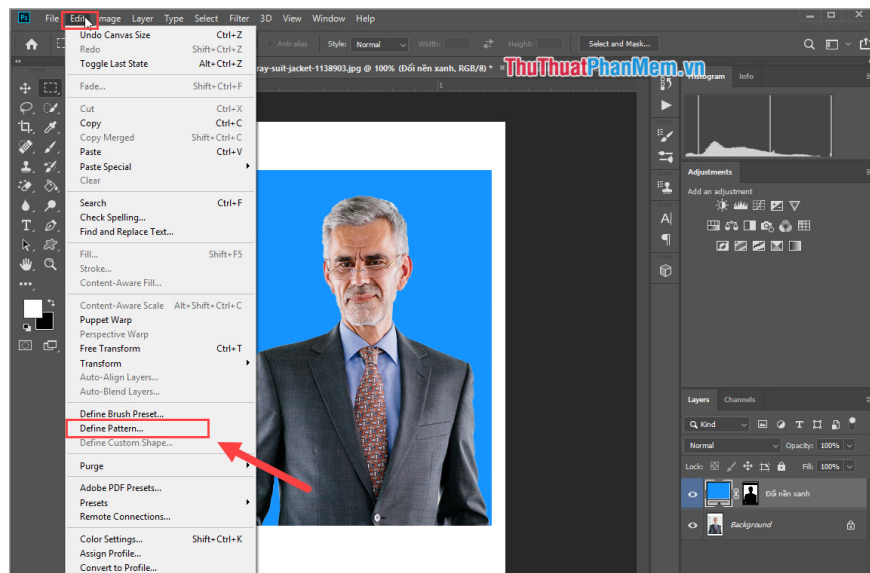 Ps File Edit Image Layer Type Select Filter 3D View Window Help
Anti-alias Style: Normal Width: Height: Select and Mask...
ray-suit-jacket-1138903.jpg @ 100% (Đổi nền xanh, RGB/8) * ×
ThuThuatPhanMem.vn
1
Undo Canvas Size Ctrl+Z
Redo Shift+Ctrl+Z
Toggle Last State Alt+Ctrl+Z
Fade... Shift+Ctrl+F
Cut Ctrl+X
Copy Ctrl+C
Copy Merged Shift+Ctrl+C
Paste Ctrl+V
Paste Special
Clear
Search Ctrl+F
Check Spelling...
Find and Replace Text...
Fill... Shift+F5
Stroke...
Content-Aware Fill...
Content-Aware Scale Alt+Shift+Ctrl+C
Puppet Warp
Perspective Warp
Free Transform Ctrl+T
Transform
Auto-Align Layers...
Auto-Blend Layers...
Define Brush Preset...
Define Pattern...
Define Custom Shape...
Purge
Adobe PDF Presets...
Presets
Remote Connections...
Color Settings... Shift+Ctrl+K
Assign Profile...
Convert to Profile...
Histogram Info
Adjustments
Add an adjustment
Layers Channels
Kind
Normal Opacity: 100%
Lock: Fill: 100%
Đổi nền xanh
Background